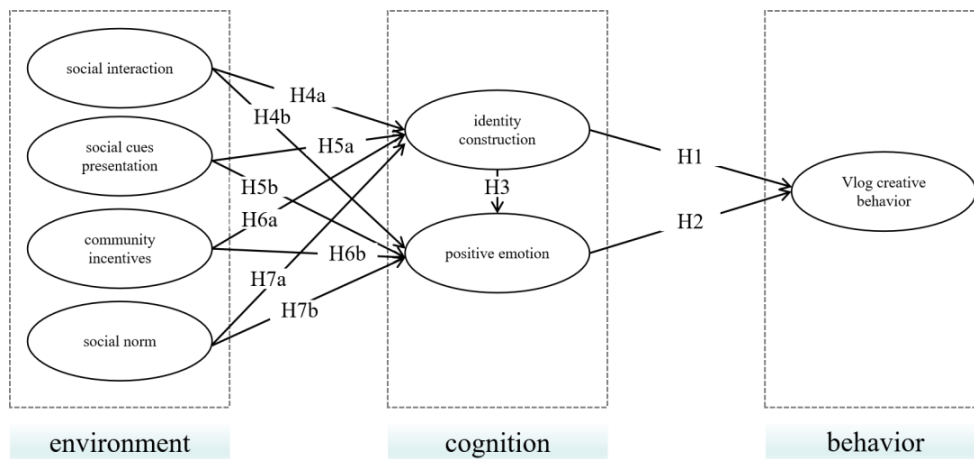 social interaction
social cues
presentation
community
incentives
social norm
H4a
H4b
H5a
H5b
H6a
H6b
H7a
H7b
identity
construction
H3
positive emotion
H1
H2
Vlog creative
behavior
environment
cognition
behavior